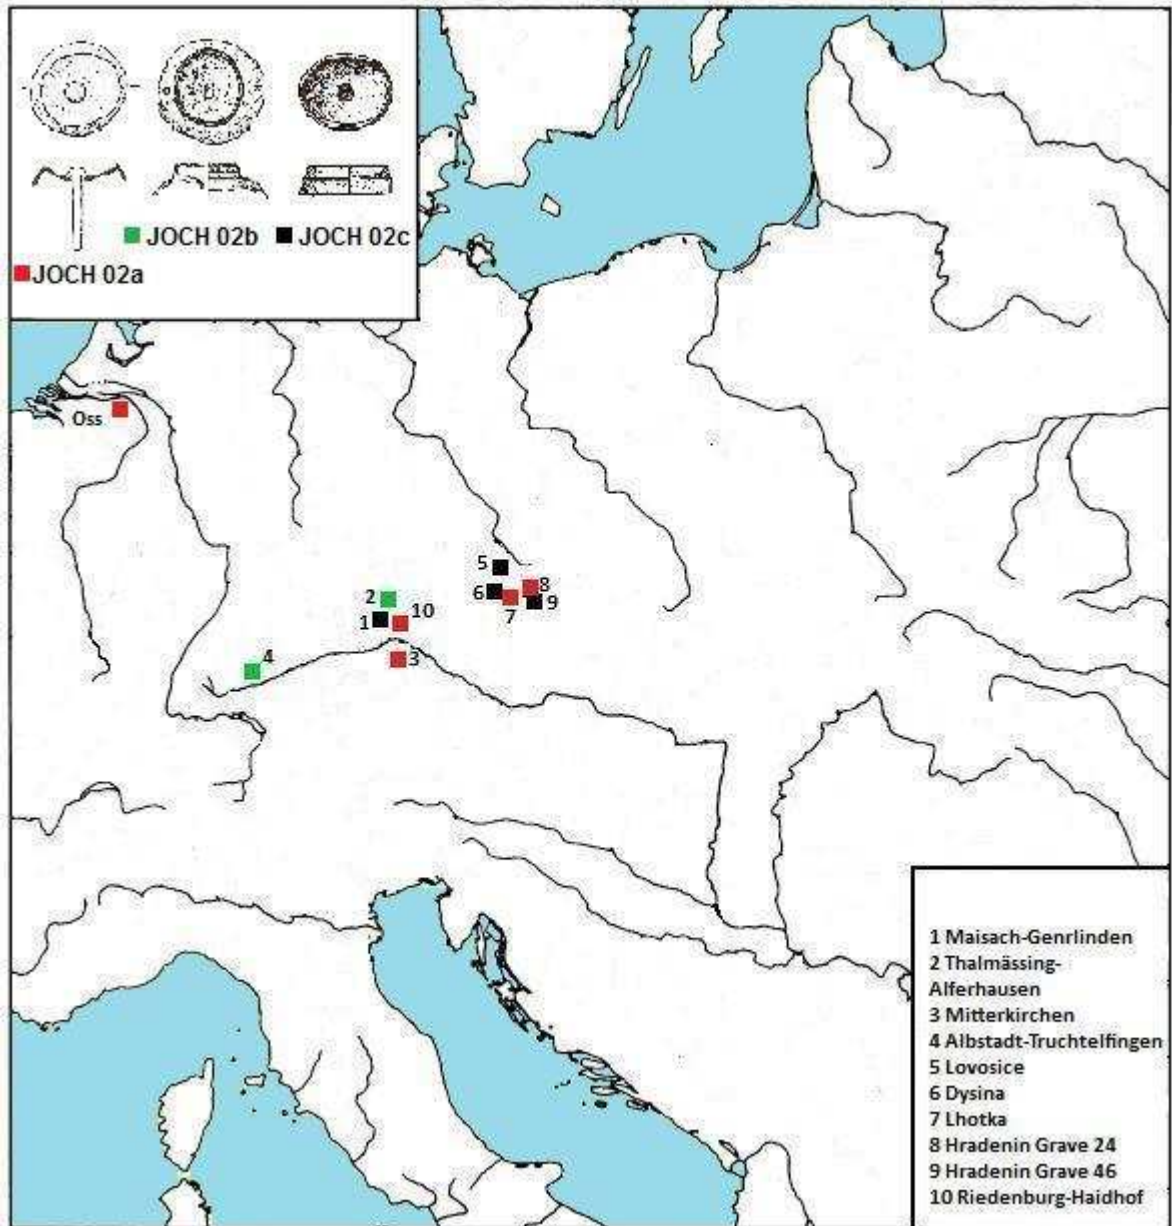 JOCH 02b JOCH 02c
JOCH 02a
Oss
5
6
8
7
9
2
1
10
3
4
1 Maisach-Genrlinden
2 Thalmässing-
Alferhausen
3 Mitterkirchen
4 Albstadt-Truchtelfingen
5 Lovosice
6 Dysina
7 Lhotka
8 Hradenin Grave 24
9 Hradenin Grave 46
10 Riedenburg-Haidhof